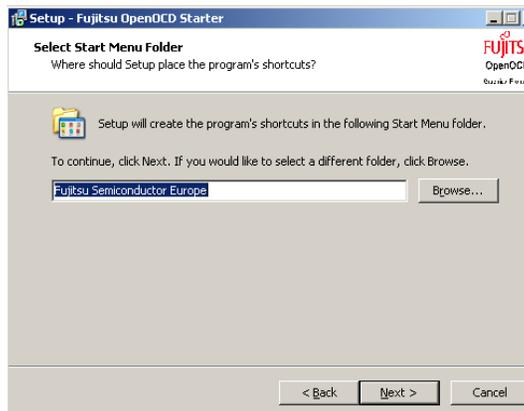 Setup - Fujitsu OpenOCD Starter
Select Start Menu Folder
Where should Setup place the program's shortcuts?
FUJITS
OpenOCD
Setup will create the program's shortcuts in the following Start Menu folder.
To continue, click Next. If you would like to select a different folder, click Browse.
Fujitsu Semiconductor Europe
Browse...
< Back
Next >
Cancel